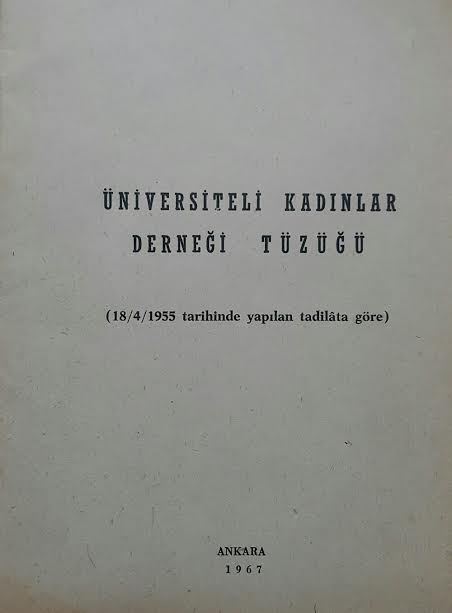 ÜNİVERSİTELİ KADINLAR
DERNEĞİ TÜZÜĞÜ
(18/4/1955 tarihinde yapılan tadilâta göre)
ANKARA
1967